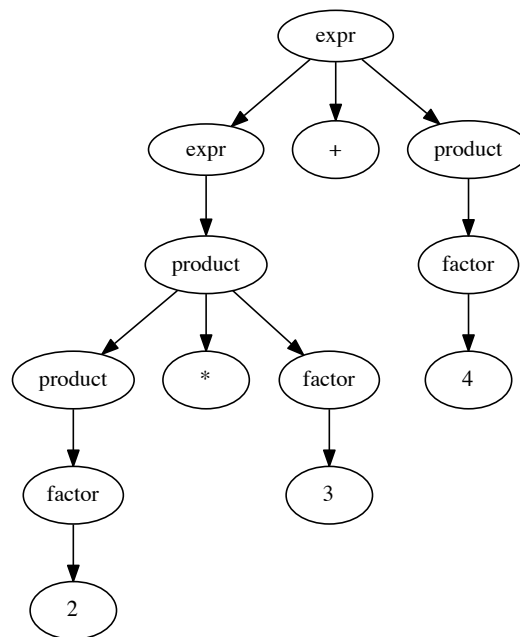 expr
expr + product
product factor
product * factor 4
factor 3
2